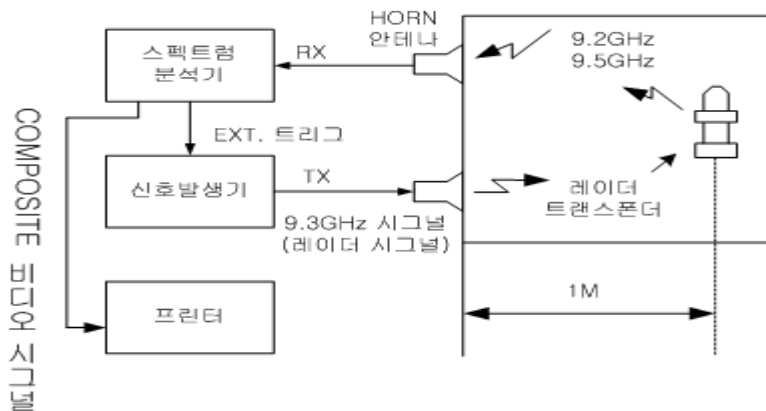 HORN
안테나
스펙트럼
분석기
RX
9.2GHz
9.5GHz
EXT. 트리그
신호발생기
TX
9.3GHz 시그널
(레이더 시그널)
레이더
트랜스폰더
프린터
1M
COMPOSITE 비디오 시그널